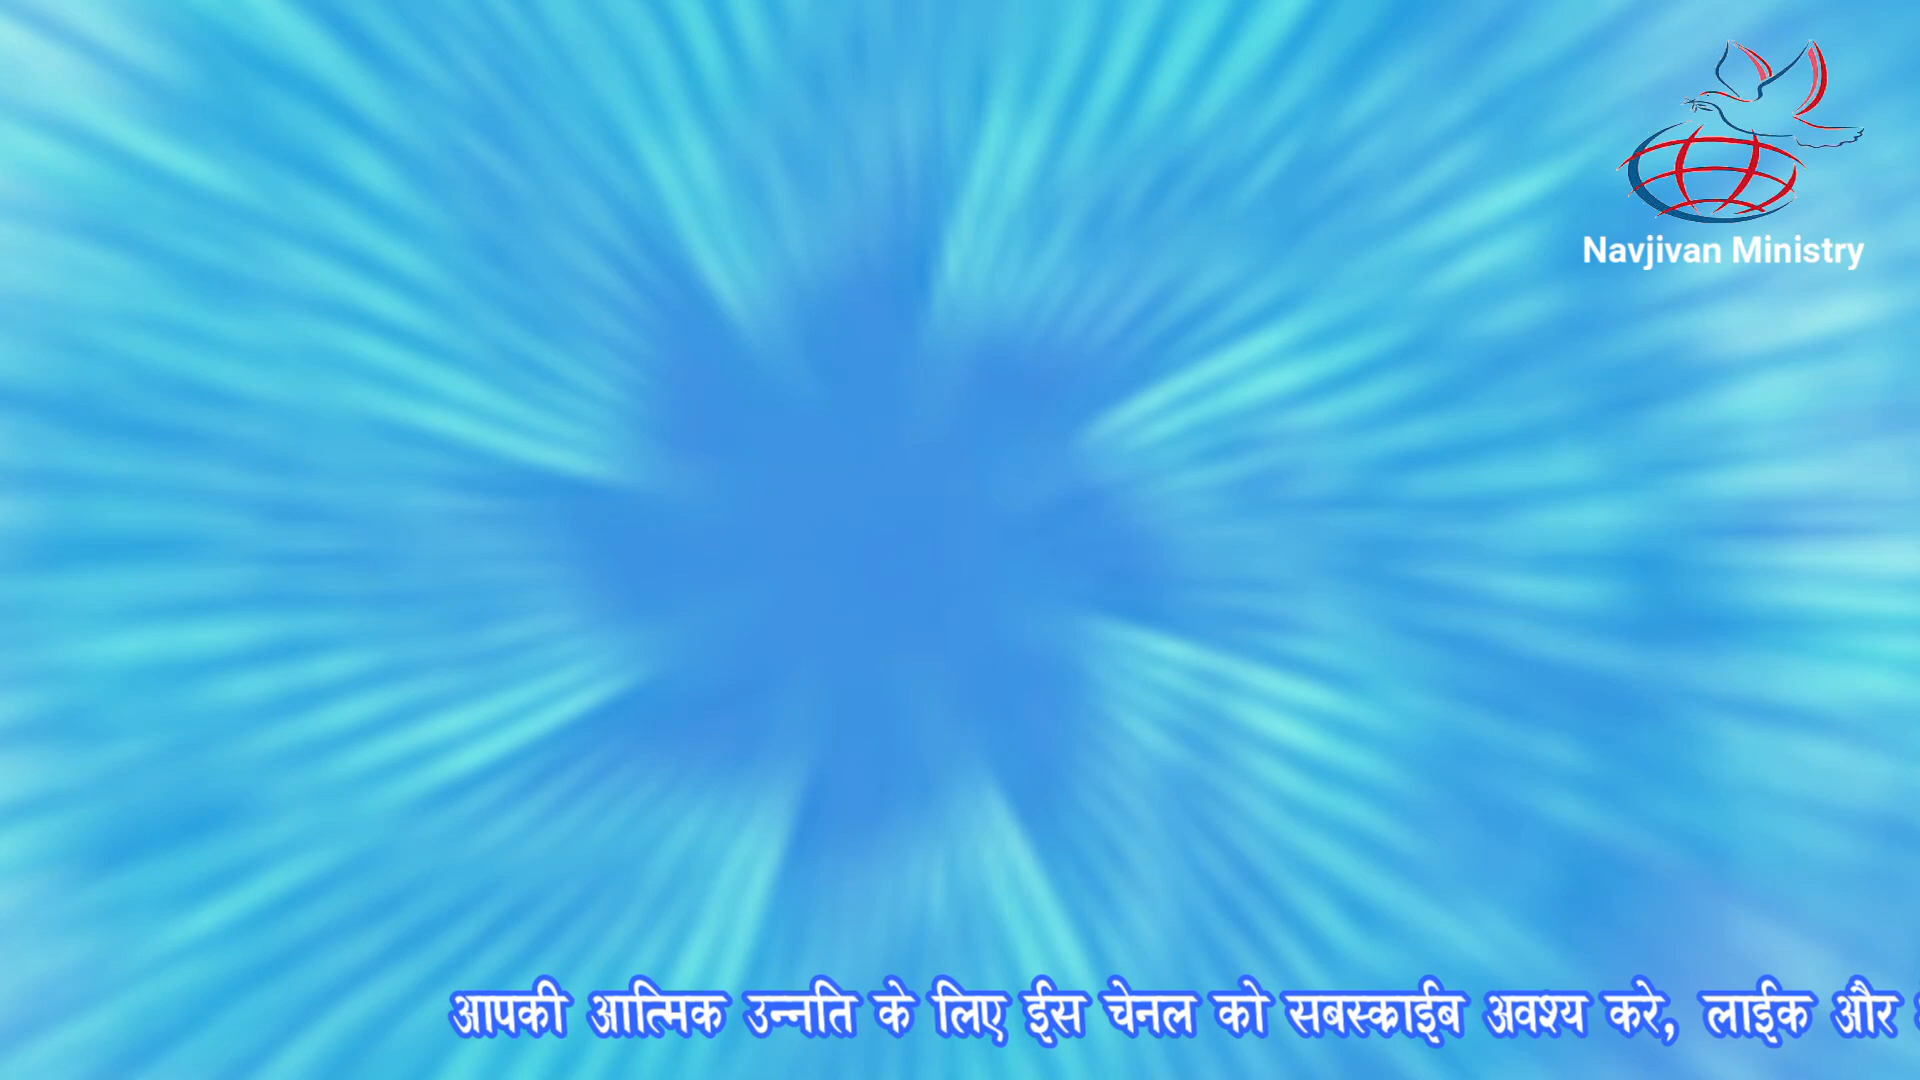 Navjivan Ministry
आपकी आत्मिक उन्नति के लिए ईस चेनल को सबस्क्राईब अवश्य करे, लाईक और